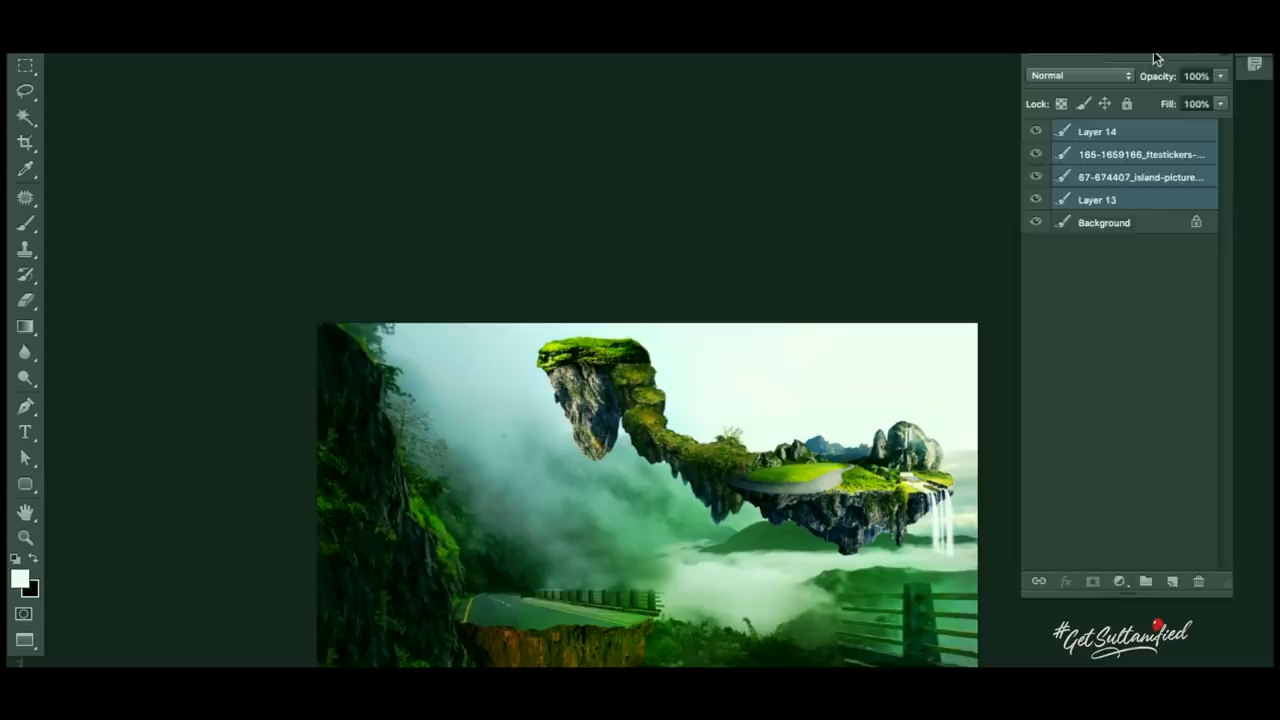 Normal
Opacity: 100%
Lock:
Fill: 100%
Layer 14
165-1659166_ftestickers-...
67-674407_island-picture...
Layer 13
Background
T
#GetSultanified